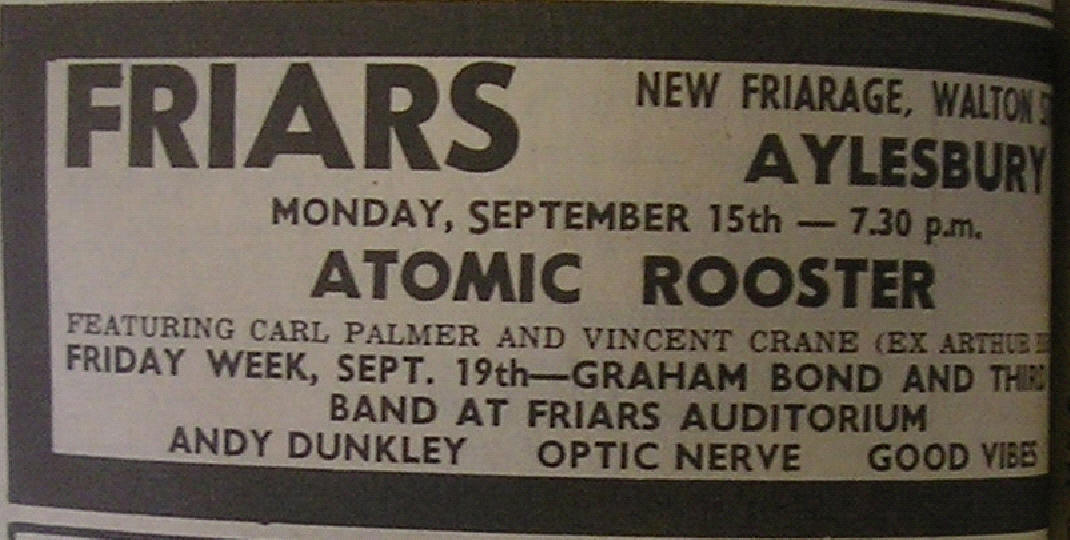 FRIARS
NEW FRIARAGE, WALTON
AYLESBURY
MONDAY, SEPTEMBER 15th — 7.30 p.m.
ATOMIC ROOSTER
FEATURING CARL PALMER AND VINCENT CRANE (EX ARTHUR
FRIDAY WEEK, SEPT. 19th—GRAHAM BOND AND THIRD
BAND AT FRIARS AUDITORIUM
ANDY DUNKLEY OPTIC NERVE GOOD VIBES